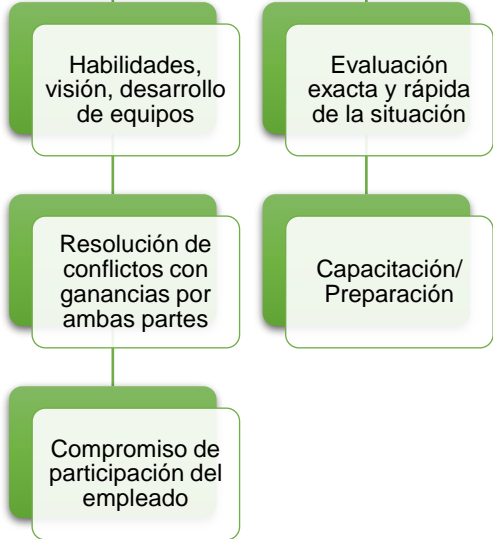 Habilidades,
visión, desarrollo
de equipos
Resolución de
conflictos con
ganancias por
ambas partes
Compromiso de
participación del
empleado
Evaluación
exacta y rápida
de la situación
Capacitación/
Preparación